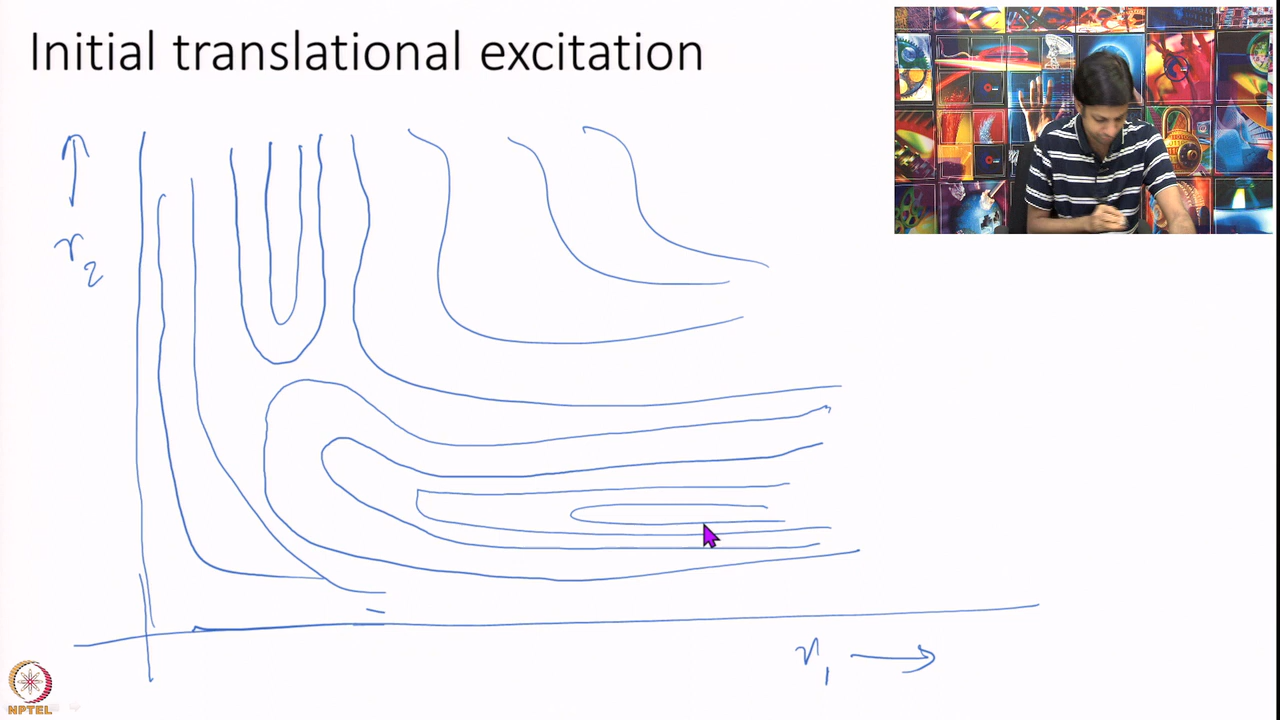 Initial translational excitation
r₂
r₁
NPTEL